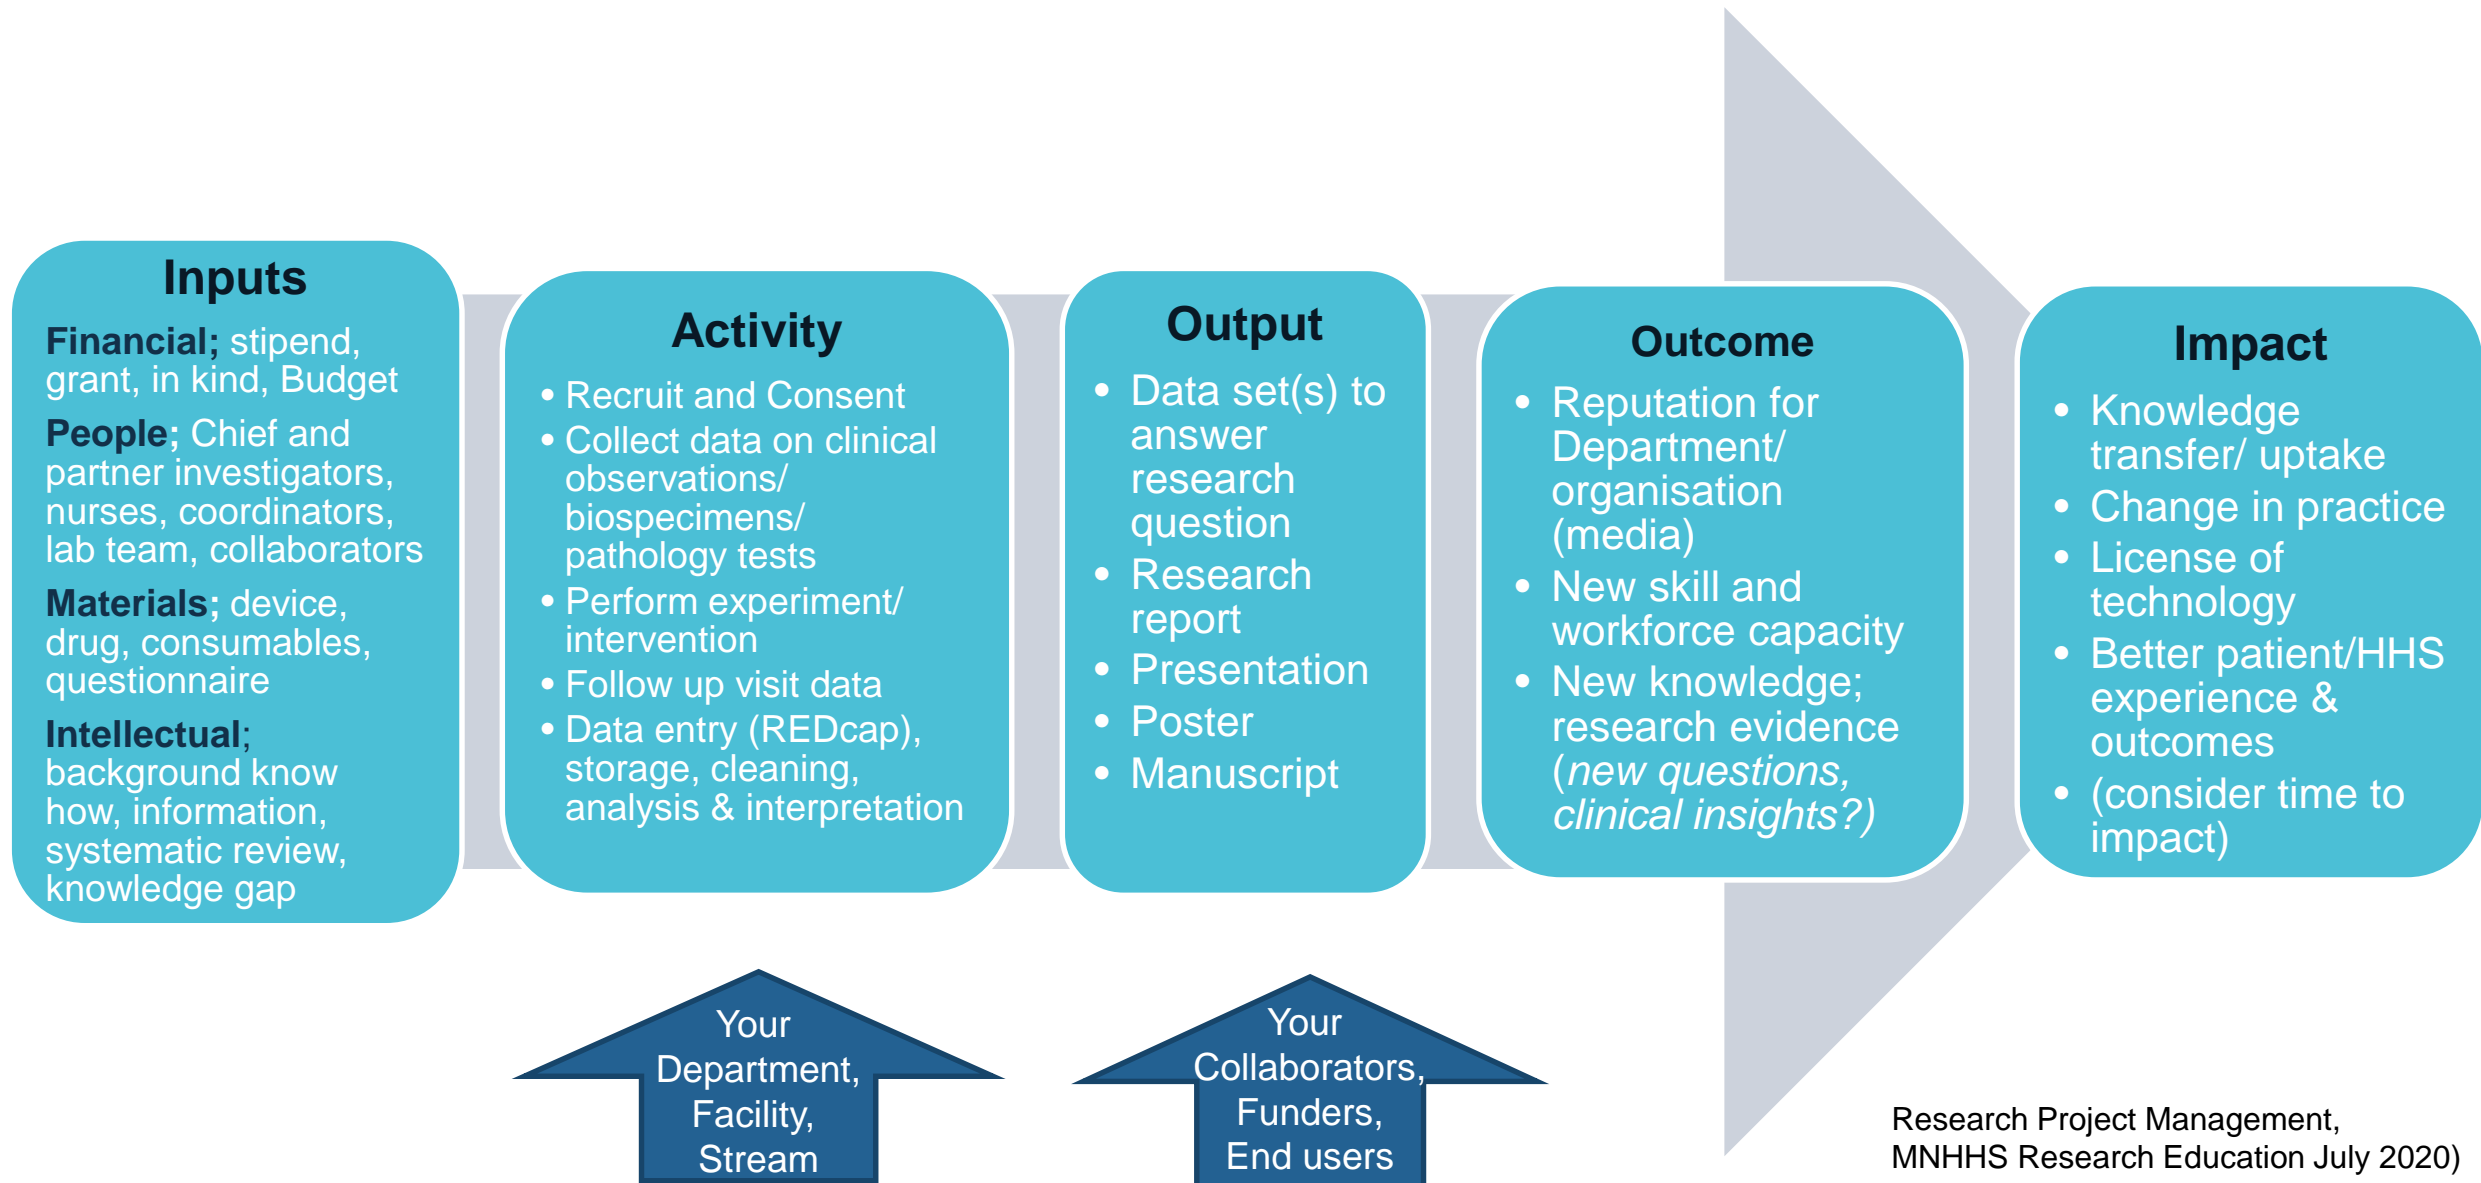 Inputs
Financial; stipend,
grant, in kind, Budget
People; Chief and
partner investigators,
nurses, coordinators,
lab team, collaborators
Materials; device,
drug, consumables,
questionnaire
Intellectual;
background know
how, information,
systematic review,
knowledge gap
Activity
• Recruit and Consent
• Collect data on clinical
observations/
biospecimens/
pathology tests
• Perform experiment/
intervention
• Follow up visit data
• Data entry (REDcap),
storage, cleaning,
analysis & interpretation
Output
• Data set(s) to
answer
research
question
• Research
report
• Presentation
• Poster
• Manuscript
Outcome
• Reputation for
Department/
organisation
(media)
• New skill and
workforce capacity
• New knowledge;
research evidence
(new questions,
clinical insights?)
Impact
• Knowledge
transfer/ uptake
• Change in practice
• License of
technology
• Better patient/HHS
experience &
outcomes
• (consider time to
impact)
Your
Department,
Facility,
Stream
Your
Collaborators,
Funders,
End users
Research Project Management,
MNHHS Research Education July 2020)